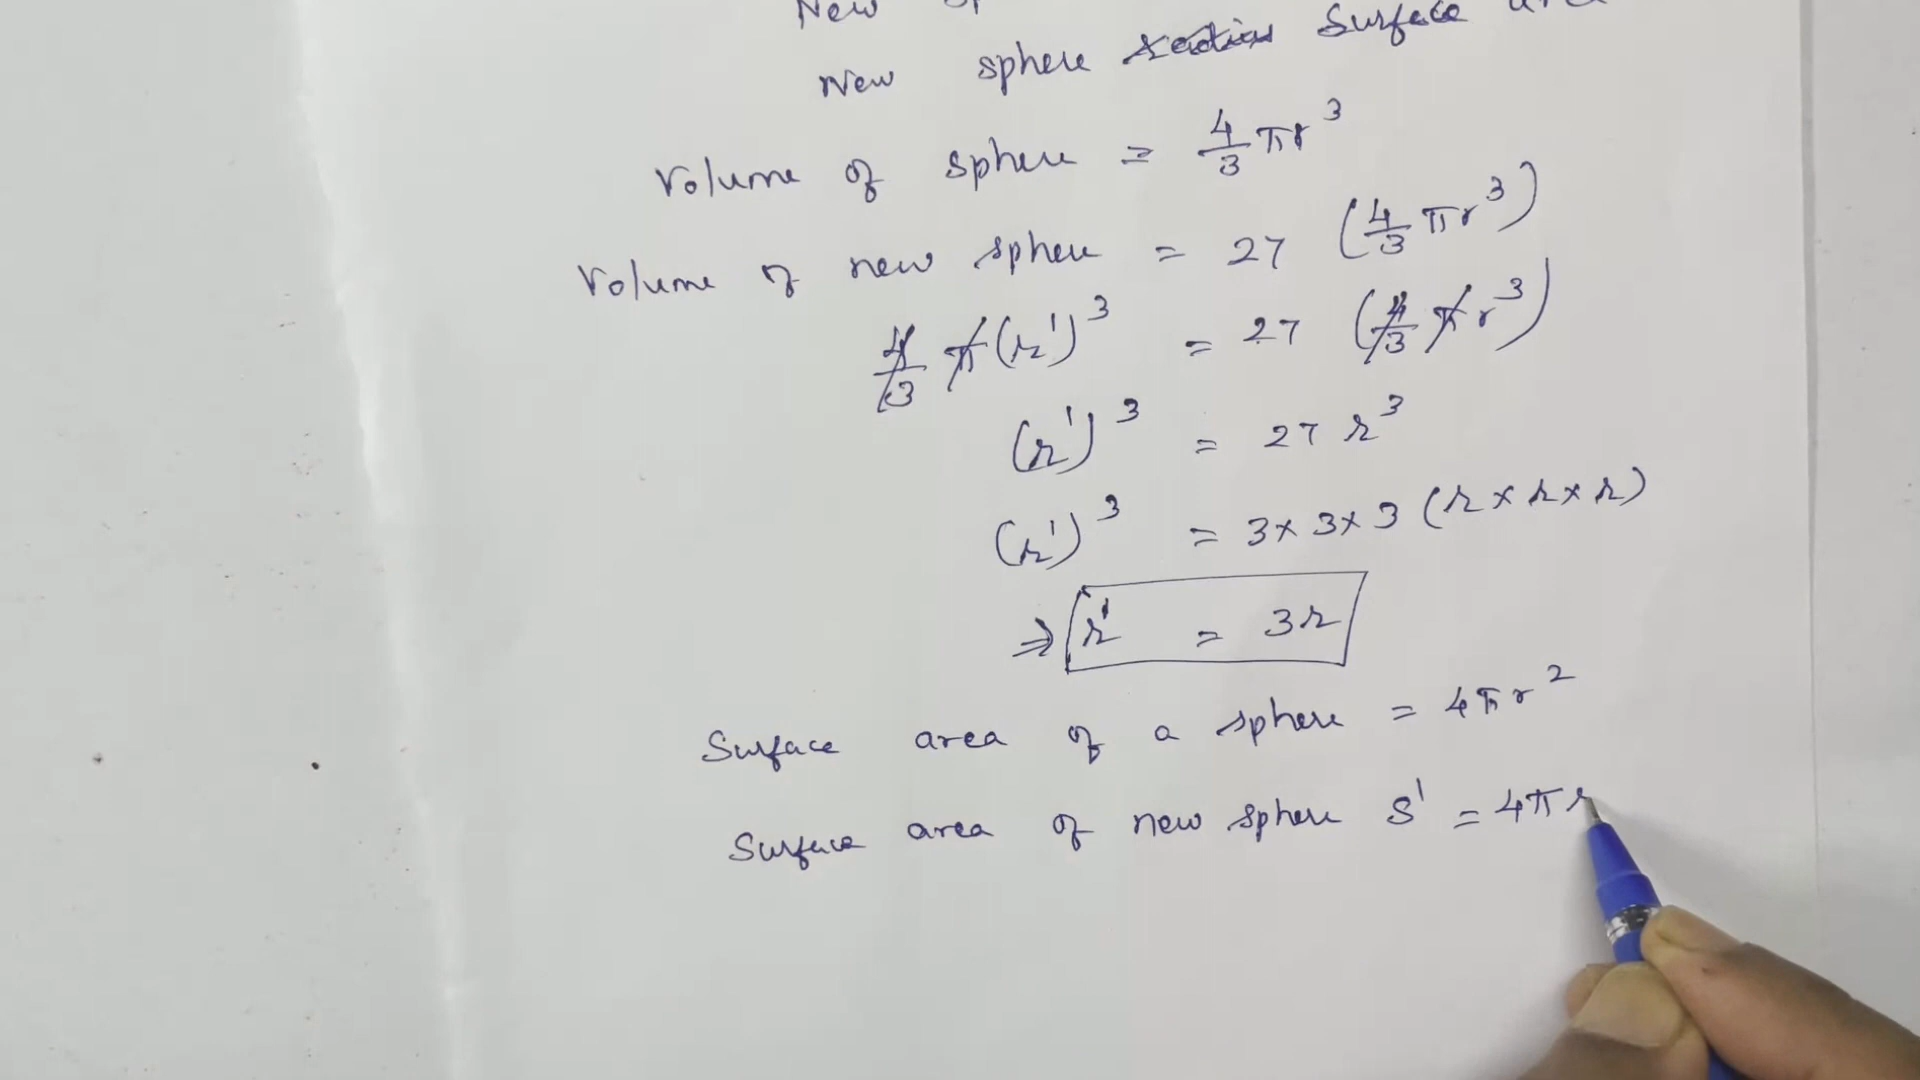 New
New sphere radius Surface
Volume of sphere = 4/3 πr³
Volume of new sphere = 27 (4/3 πr³)
4/3 π(r')³ = 27 (4/3 πr³)
(r')³ = 27 r³
(r')³ = 3×3×3 (r×r×r)
⇒ r' = 3r
Surface area of a sphere = 4πr²
Surface area of new sphere S' = 4πr